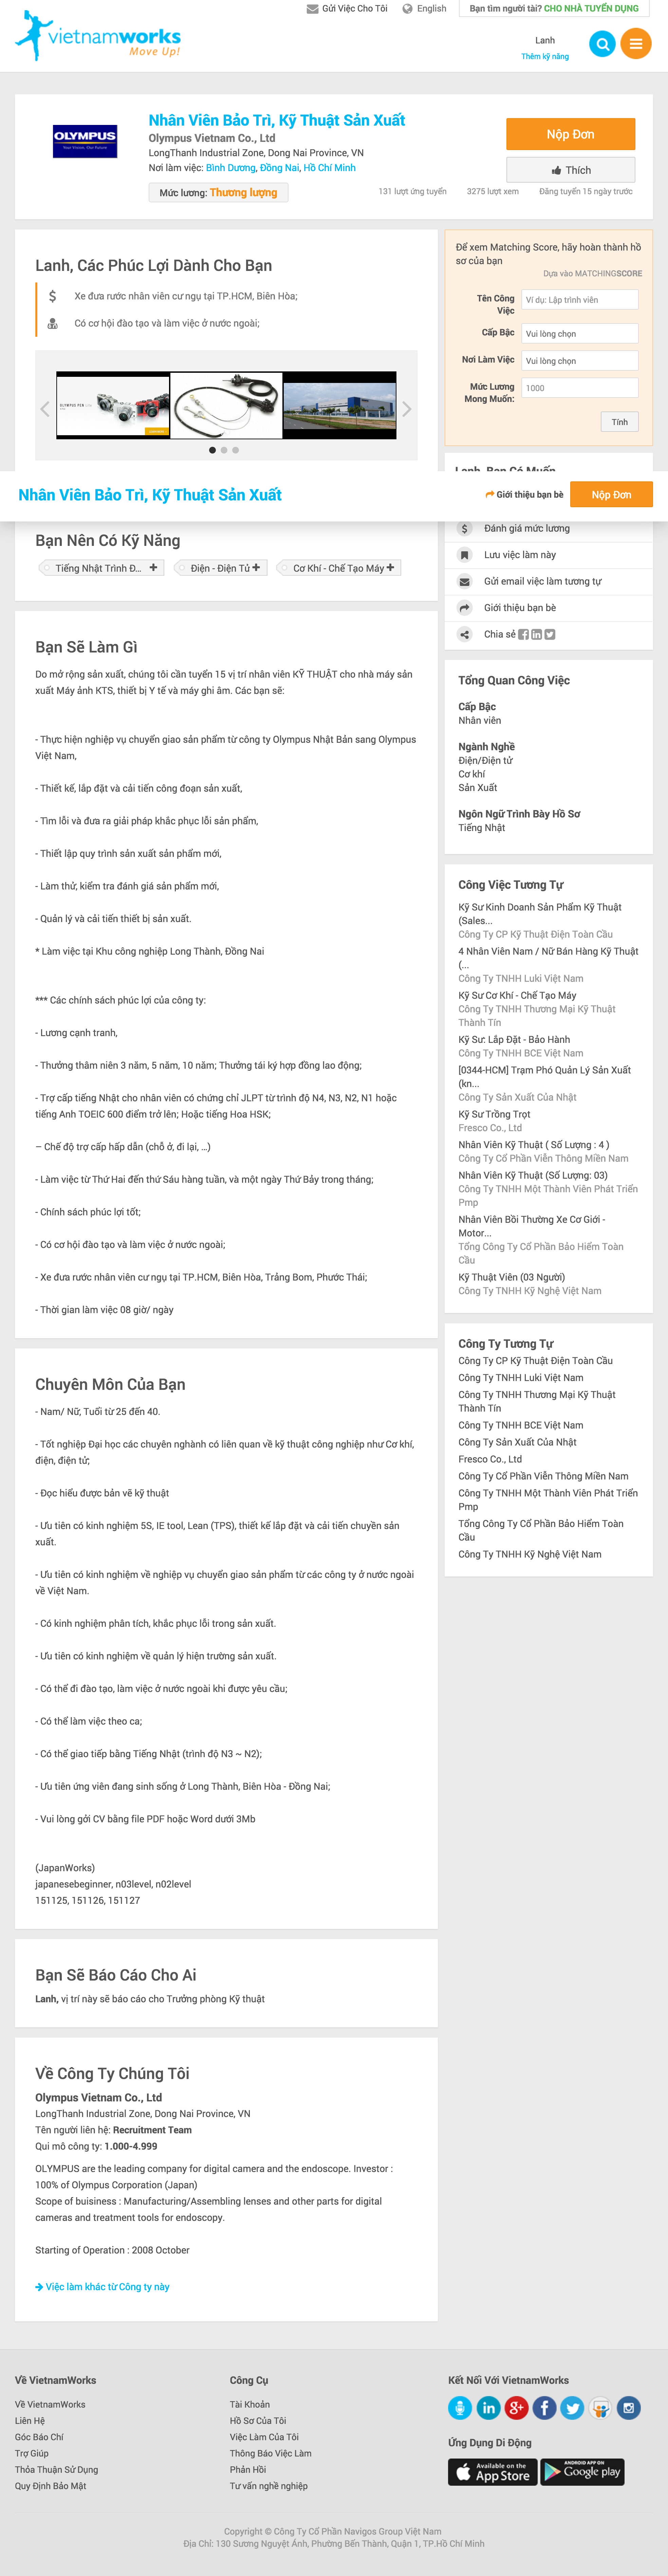 Gửi Việc Cho Tôi
English
Bạn tìm người tài? CHO NHÀ TUYỂN DỤNG
vietnamworks
Move Up!
Lanh
Thêm kỹ năng
OLYMPUS
Your Vision, Our Future
Nhân Viên Bảo Trì, Kỹ Thuật Sản Xuất
Olympus Vietnam Co., Ltd
LongThanh Industrial Zone, Dong Nai Province, VN
Nơi làm việc: Bình Dương, Đồng Nai, Hồ Chí Minh
Mức lương: Thương lượng
Nộp Đơn
Thích
131 lượt ứng tuyển
3275 lượt xem
Đăng tuyển 15 ngày trước
Lanh, Các Phúc Lợi Dành Cho Bạn
Xe đưa rước nhân viên cư ngụ tại TP.HCM, Biên Hòa;
Có cơ hội đào tạo và làm việc ở nước ngoài;
Để xem Matching Score, hãy hoàn thành hồ
sơ của bạn
Dựa vào MATCHINGSCORE
Tên Công
Việc
Ví dụ: Lập trình viên
Cấp Bậc
Vui lòng chọn
Nơi Làm Việc
Vui lòng chọn
Mức Lương
Mong Muốn:
1000
Tính
Lanh, Bạn Có Muốn
Nhân Viên Bảo Trì, Kỹ Thuật Sản Xuất
Giới thiệu bạn bè
Nộp Đơn
Bạn Nên Có Kỹ Năng
Tiếng Nhật Trình Đ...
Điện - Điện Tử
Cơ Khí - Chế Tạo Máy
Đánh giá mức lương
Lưu việc làm này
Gửi email việc làm tương tự
Giới thiệu bạn bè
Chia sẻ
Bạn Sẽ Làm Gì
Do mở rộng sản xuất, chúng tôi cần tuyển 15 vị trí nhân viên KỸ THUẬT cho nhà máy sản
xuất Máy ảnh KTS, thiết bị Y tế và máy ghi âm. Các bạn sẽ:
- Thực hiện nghiệp vụ chuyển giao sản phẩm từ công ty Olympus Nhật Bản sang Olympus
Việt Nam,
- Thiết kế, lắp đặt và cải tiến công đoạn sản xuất,
- Tìm lỗi và đưa ra giải pháp khắc phục lỗi sản phẩm,
- Thiết lập quy trình sản xuất sản phẩm mới,
- Làm thử, kiểm tra đánh giá sản phẩm mới,
- Quản lý và cải tiến thiết bị sản xuất.
* Làm việc tại Khu công nghiệp Long Thành, Đồng Nai
*** Các chính sách phúc lợi của công ty:
- Lương cạnh tranh,
- Thưởng thâm niên 3 năm, 5 năm, 10 năm; Thưởng tái ký hợp đồng lao động;
- Trợ cấp tiếng Nhật cho nhân viên có chứng chỉ JLPT từ trình độ N4, N3, N2, N1 hoặc
tiếng Anh TOEIC 600 điểm trở lên; Hoặc tiếng Hoa HSK;
– Chế độ trợ cấp hấp dẫn (chỗ ở, đi lại, …)
- Làm việc từ Thứ Hai đến thứ Sáu hàng tuần, và một ngày Thứ Bảy trong tháng;
- Chính sách phúc lợi tốt;
- Có cơ hội đào tạo và làm việc ở nước ngoài;
- Xe đưa rước nhân viên cư ngụ tại TP.HCM, Biên Hòa, Trảng Bom, Phước Thái;
- Thời gian làm việc 08 giờ/ ngày
Tổng Quan Công Việc
Cấp Bậc
Nhân viên
Ngành Nghề
Điện/Điện tử
Cơ khí
Sản Xuất
Ngôn Ngữ Trình Bày Hồ Sơ
Tiếng Nhật
Công Việc Tương Tự
Kỹ Sư Kinh Doanh Sản Phẩm Kỹ Thuật
(Sales...
Công Ty CP Kỹ Thuật Điện Toàn Cầu
4 Nhân Viên Nam / Nữ Bán Hàng Kỹ Thuật
(...
Công Ty TNHH Luki Việt Nam
Kỹ Sư Cơ Khí - Chế Tạo Máy
Công Ty TNHH Thương Mại Kỹ Thuật
Thành Tín
Kỹ Sư: Lắp Đặt - Bảo Hành
Công Ty TNHH BCE Việt Nam
[0344-HCM] Trạm Phó Quản Lý Sản Xuất
(kn...
Công Ty Sản Xuất Của Nhật
Kỹ Sư Trồng Trọt
Fresco Co., Ltd
Nhân Viên Kỹ Thuật ( Số Lượng : 4 )
Công Ty Cổ Phần Viễn Thông Miền Nam
Nhân Viên Kỹ Thuật (Số Lượng: 03)
Công Ty TNHH Một Thành Viên Phát Triển
Pmp
Nhân Viên Bồi Thường Xe Cơ Giới -
Motor...
Tổng Công Ty Cổ Phần Bảo Hiểm Toàn
Cầu
Kỹ Thuật Viên (03 Người)
Công Ty TNHH Kỹ Nghệ Việt Nam
Công Ty Tương Tự
Công Ty CP Kỹ Thuật Điện Toàn Cầu
Công Ty TNHH Luki Việt Nam
Công Ty TNHH Thương Mại Kỹ Thuật
Thành Tín
Công Ty TNHH BCE Việt Nam
Công Ty Sản Xuất Của Nhật
Fresco Co., Ltd
Công Ty Cổ Phần Viễn Thông Miền Nam
Công Ty TNHH Một Thành Viên Phát Triển
Pmp
Tổng Công Ty Cổ Phần Bảo Hiểm Toàn
Cầu
Công Ty TNHH Kỹ Nghệ Việt Nam
Chuyên Môn Của Bạn
- Nam/ Nữ, Tuổi từ 25 đến 40.
- Tốt nghiệp Đại học các chuyên nghành có liên quan về kỹ thuật công nghiệp như Cơ khí,
điện, điện tử;
- Đọc hiểu được bản vẽ kỹ thuật
- Ưu tiên có kinh nghiệm 5S, IE tool, Lean (TPS), thiết kế lắp đặt và cải tiến chuyền sản
xuất.
- Ưu tiên có kinh nghiệm về nghiệp vụ chuyển giao sản phẩm từ các công ty ở nước ngoài
về Việt Nam.
- Có kinh nghiệm phân tích, khắc phục lỗi trong sản xuất.
- Ưu tiên có kinh nghiệm về quản lý hiện trường sản xuất.
- Có thể đi đào tạo, làm việc ở nước ngoài khi được yêu cầu;
- Có thể làm việc theo ca;
- Có thể giao tiếp bằng Tiếng Nhật (trình độ N3 ~ N2);
- Ưu tiên ứng viên đang sinh sống ở Long Thành, Biên Hòa - Đồng Nai;
- Vui lòng gởi CV bằng file PDF hoặc Word dưới 3Mb
(JapanWorks)
japanesebeginner, n03level, n02level
151125, 151126, 151127
Bạn Sẽ Báo Cáo Cho Ai
Lanh, vị trí này sẽ báo cáo cho Trưởng phòng Kỹ thuật
Về Công Ty Chúng Tôi
Olympus Vietnam Co., Ltd
LongThanh Industrial Zone, Dong Nai Province, VN
Tên người liên hệ: Recruitment Team
Qui mô công ty: 1.000-4.999
OLYMPUS are the leading company for digital camera and the endoscope. Investor :
100% of Olympus Corporation (Japan)
Scope of buisiness : Manufacturing/Assembling lenses and other parts for digital
cameras and treatment tools for endoscopy.
Starting of Operation : 2008 October
Việc làm khác từ Công ty này
Về VietnamWorks
Về VietnamWorks
Liên Hệ
Góc Báo Chí
Trợ Giúp
Thỏa Thuận Sử Dụng
Quy Định Bảo Mật
Công Cụ
Tài Khoản
Hồ Sơ Của Tôi
Việc Làm Của Tôi
Thông Báo Việc Làm
Phản Hồi
Tư vấn nghề nghiệp
Kết Nối Với VietnamWorks
Ứng Dụng Di Động
Available on the
App Store
ANDROID APP ON
Google play
Copyright © Công Ty Cổ Phần Navigos Group Việt Nam
Địa Chỉ: 130 Sương Nguyệt Ánh, Phường Bến Thành, Quận 1, TP.Hồ Chí Minh